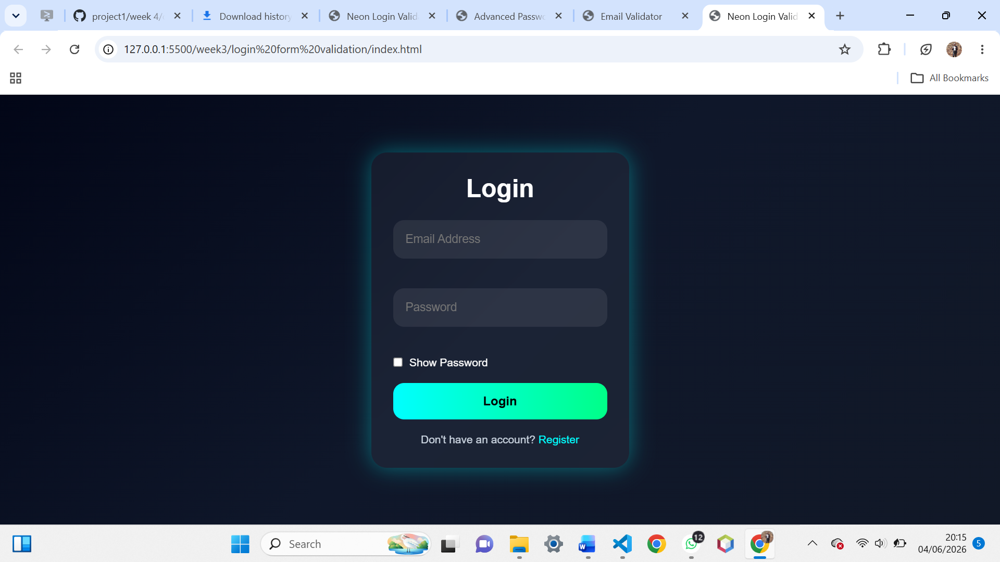 project1/week 4/
Download history
Neon Login Valid
Advanced Passwo
Email Validator
Neon Login Valid
127.0.0.1:5500/week3/login%20form%20validation/index.html
All Bookmarks
Login
Email Address
Password
Show Password
Login
Don't have an account? Register
Search
12
20:15
04/06/2026
5